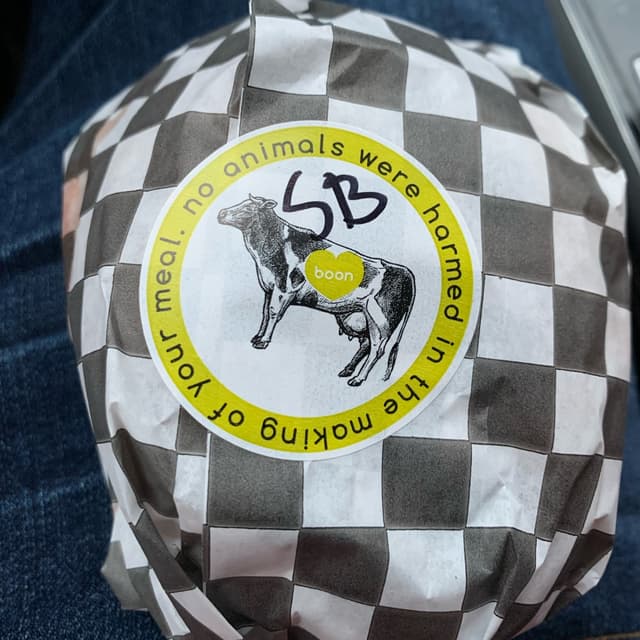 no animals were harmed in the making of your meal.
SB
boon